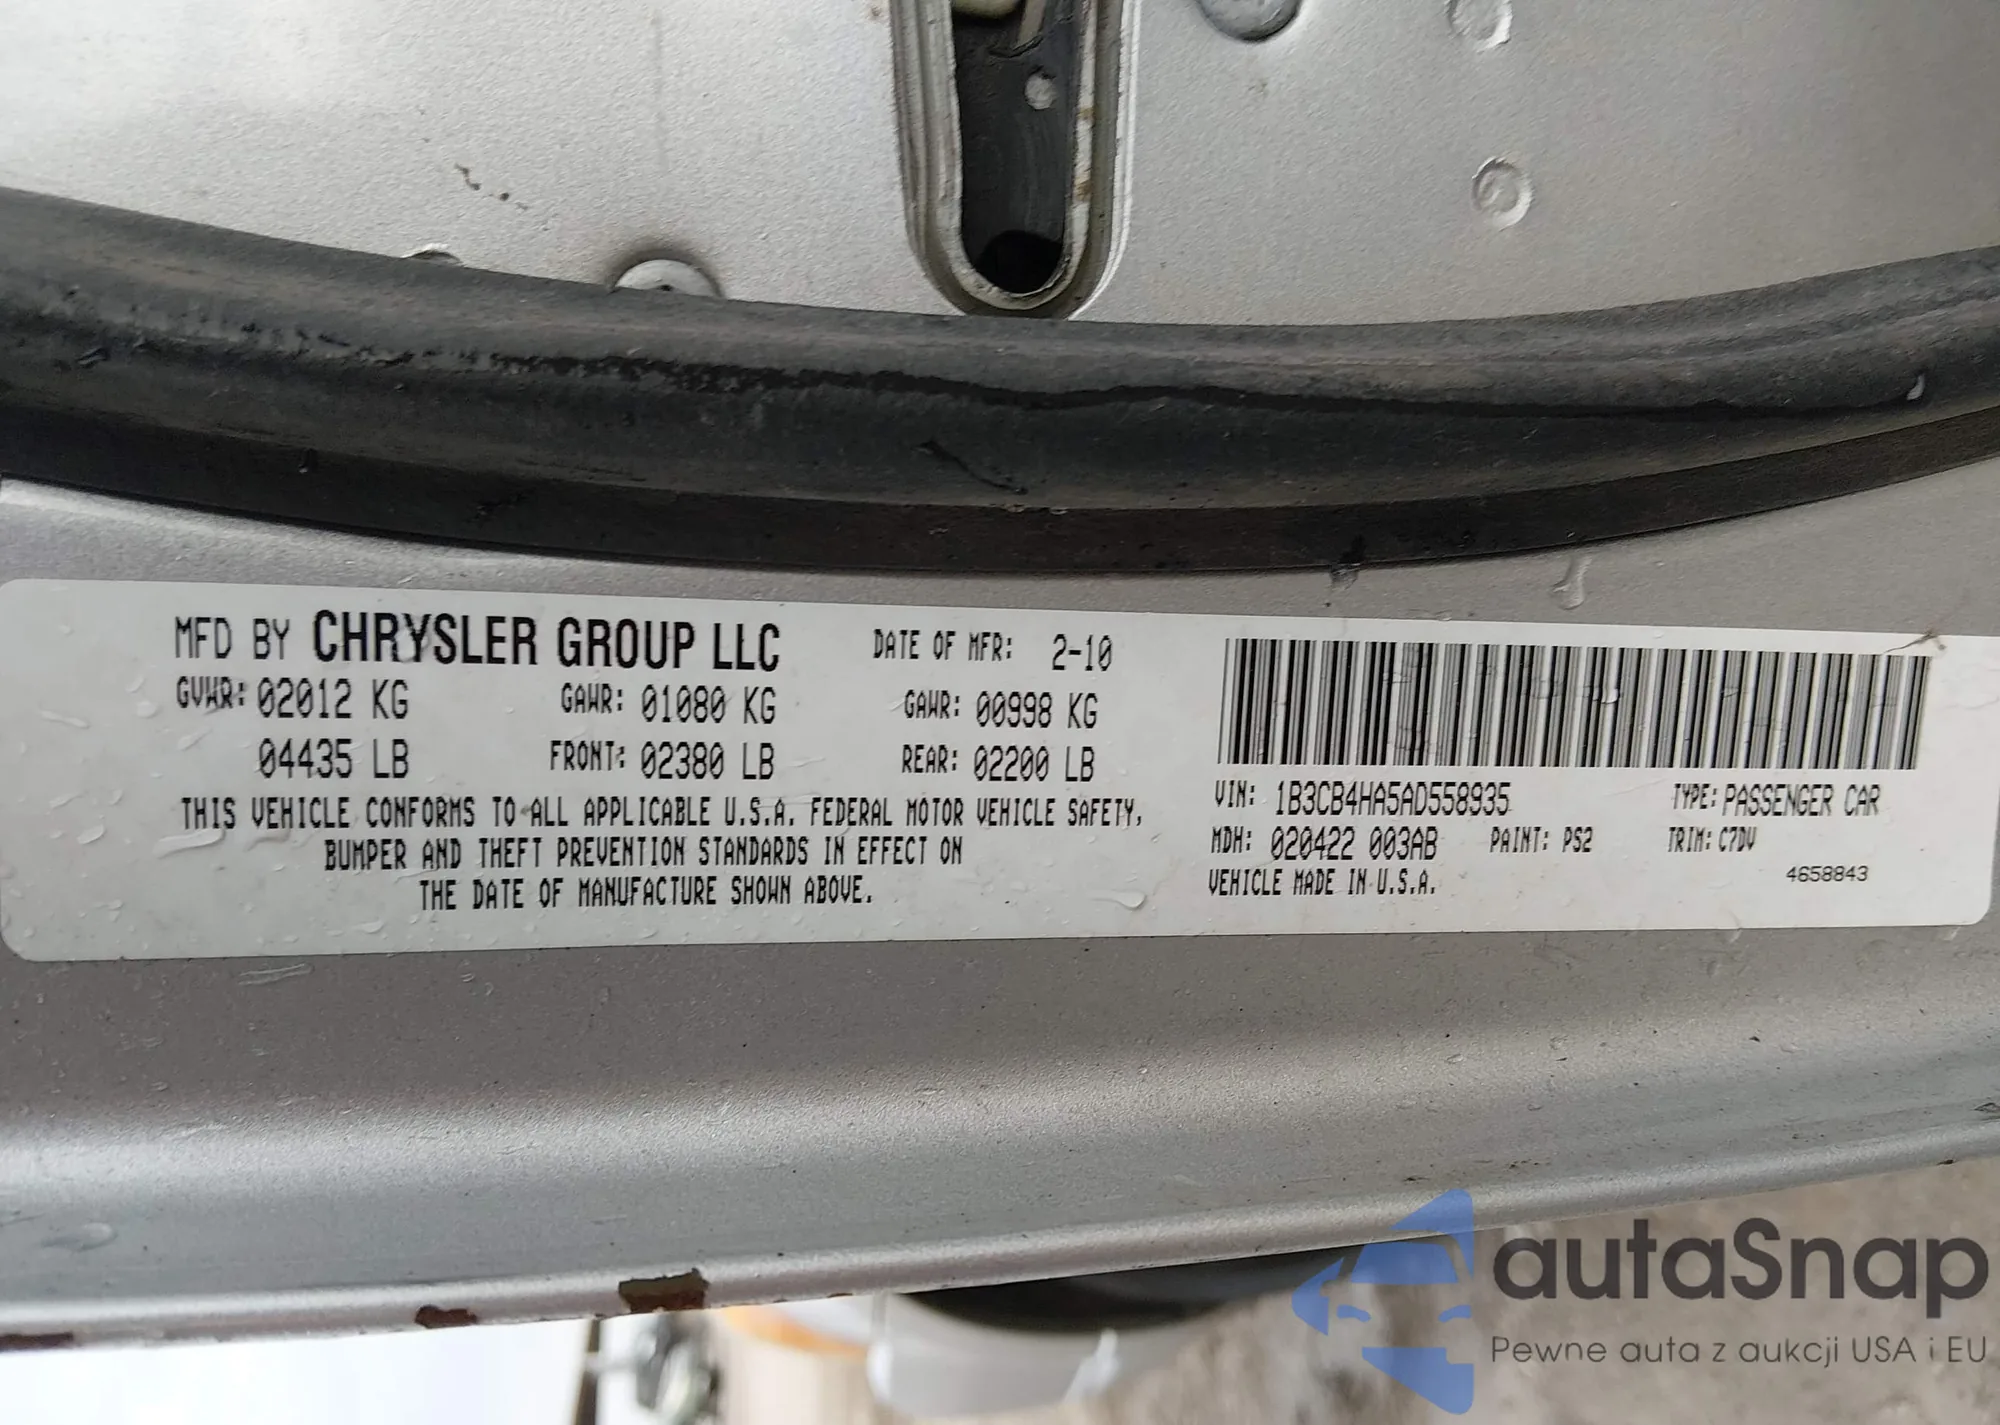 MFD BY CHRYSLER GROUP LLC DATE OF MFR: 2-10
GVWR: 02012 KG GAWR: 01080 KG GAWR: 00998 KG
04435 LB FRONT: 02380 LB REAR: 02200 LB
THIS VEHICLE CONFORMS TO ALL APPLICABLE U.S.A. FEDERAL MOTOR VEHICLE SAFETY,
BUMPER AND THEFT PREVENTION STANDARDS IN EFFECT ON
THE DATE OF MANUFACTURE SHOWN ABOVE.
VIN: 1B3CB4HA5AD558935 TYPE: PASSENGER CAR
MDH: 020422 003AB PAINT: PS2 TRIM: C7DV
VEHICLE MADE IN U.S.A. 4658843
autaSnap
Pewne auta z aukcji USA i EU